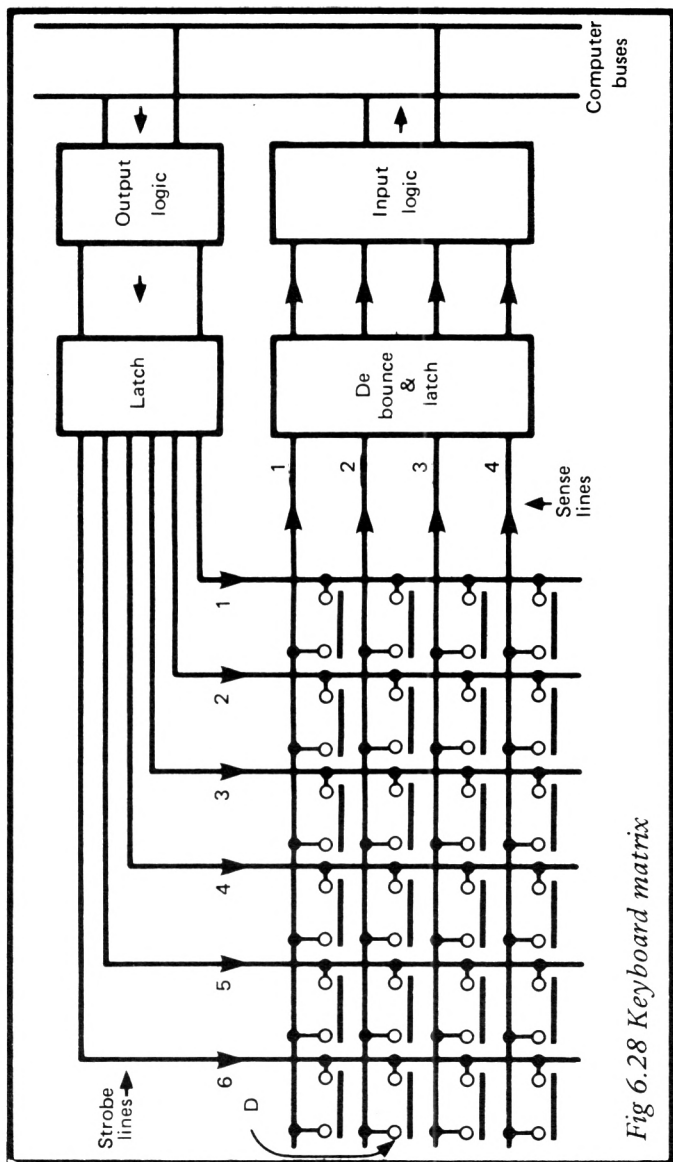 Strobe
lines
D
6
5
4
3
2
1
Latch
Output
logic
1
2
3
4
De
bounce
&
latch
Input
logic
Sense
lines
Computer
buses
Fig 6.28 Keyboard matrix